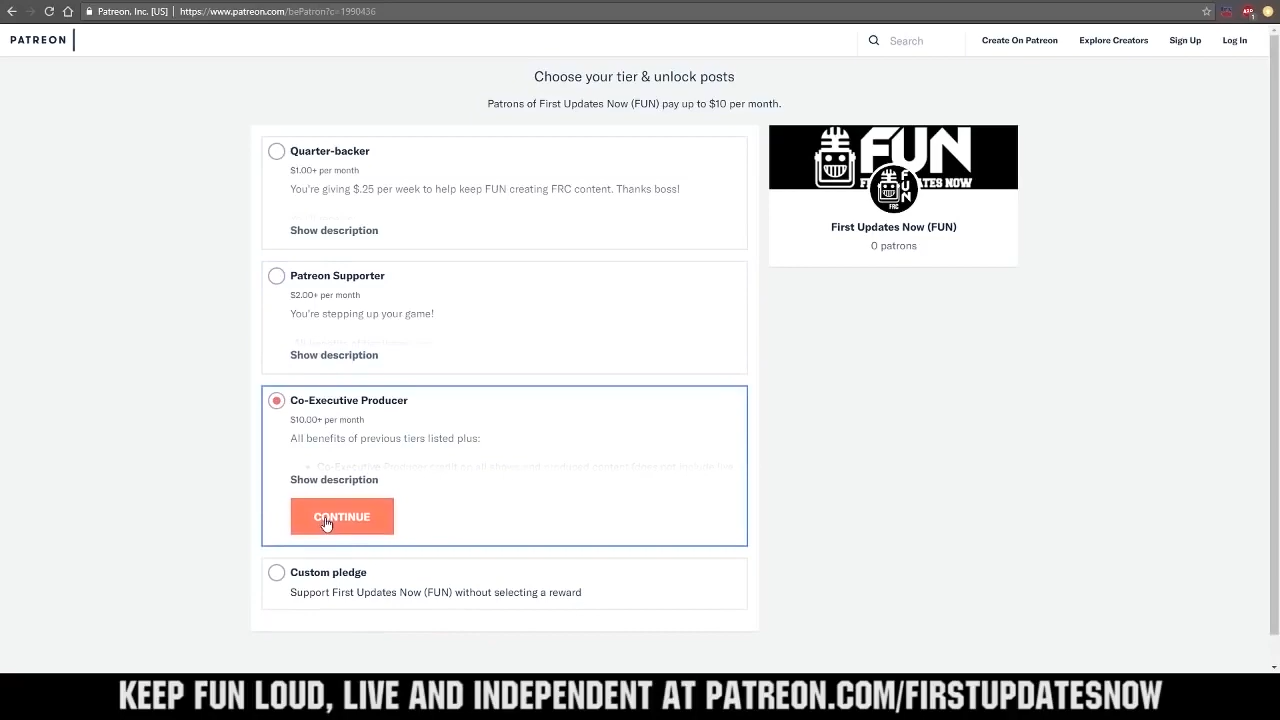 Patreon, Inc. [US] | https://www.patreon.com/bePatron?c=1990436
PATREON
Search
Create On Patreon
Explore Creators
Sign Up
Log In
Choose your tier & unlock posts
Patrons of First Updates Now (FUN) pay up to $10 per month.
Quarter-backer
$1.00+ per month
You're giving $.25 per week to help keep FUN creating FRC content. Thanks boss!
Show description
Patreon Supporter
$2.00+ per month
You're stepping up your game!
Show description
Co-Executive Producer
$10.00+ per month
All benefits of previous tiers listed plus:
Show description
CONTINUE
Custom pledge
Support First Updates Now (FUN) without selecting a reward
FUN
FUN
FRC
First Updates Now (FUN)
0 patrons
KEEP FUN LOUD, LIVE AND INDEPENDENT AT PATREON.COM/FIRSTUPDATESNOW